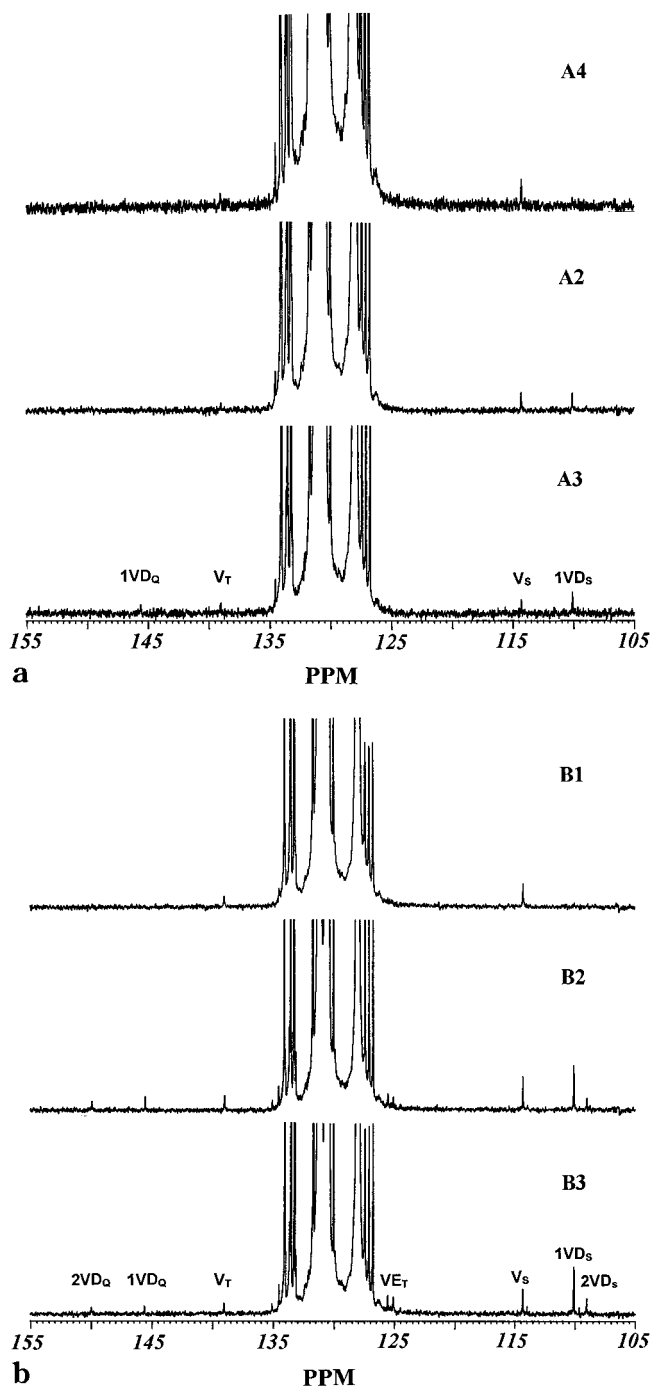 A4
A2
A3
1VDQ VT VS 1VDS
155 145 135 125 115 105
a PPM
B1
B2
B3
2VDQ 1VDQ VT VET VS 1VDS 2VDS
155 145 135 125 115 105
b PPM